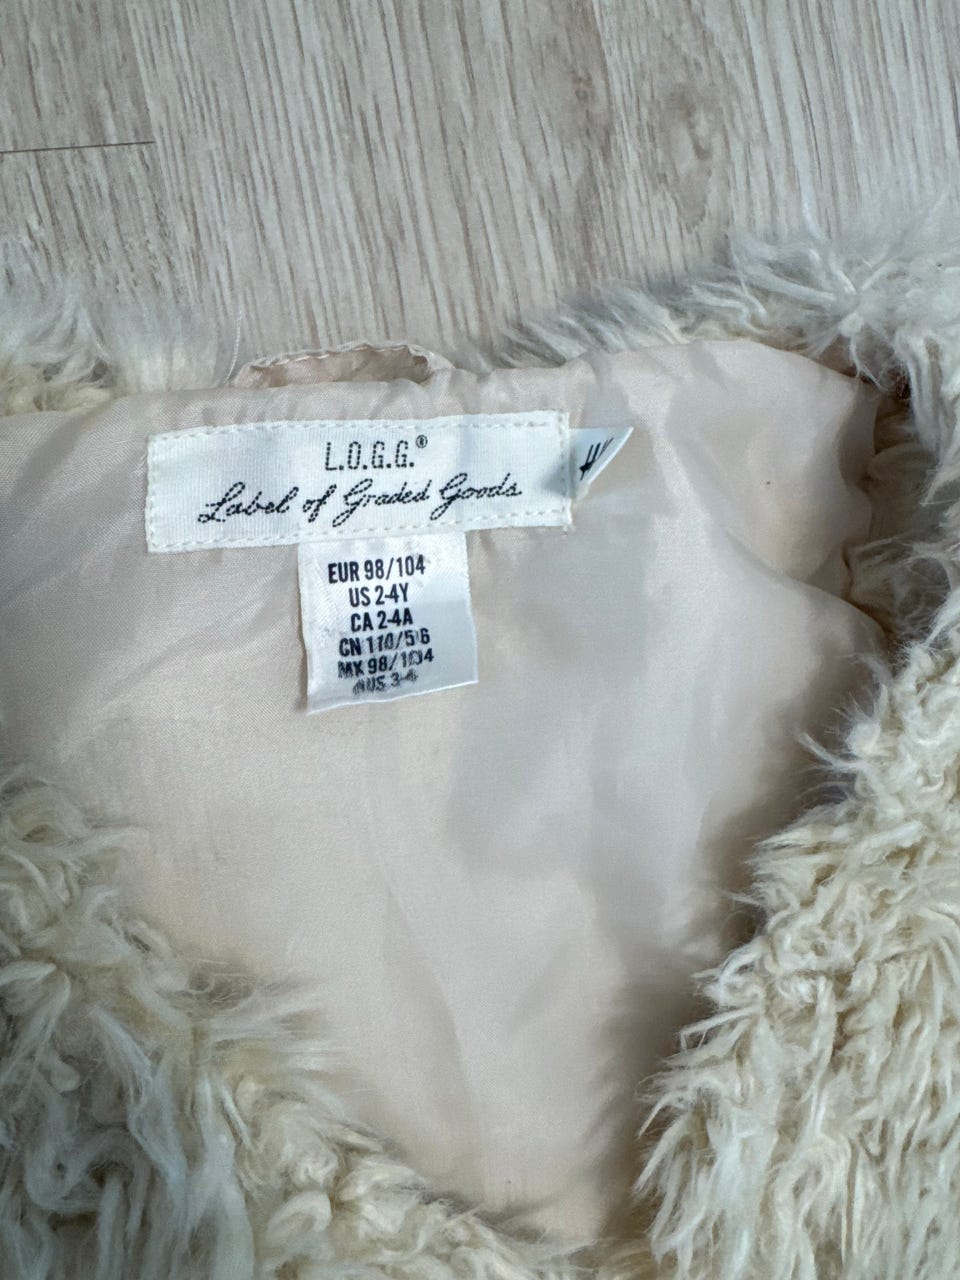 L.O.G.G.®
Label of Graded Goods
EUR 98/104
US 2-4Y
CA 2-4A
CN 110/56
MX 98/104
AUS 3-4